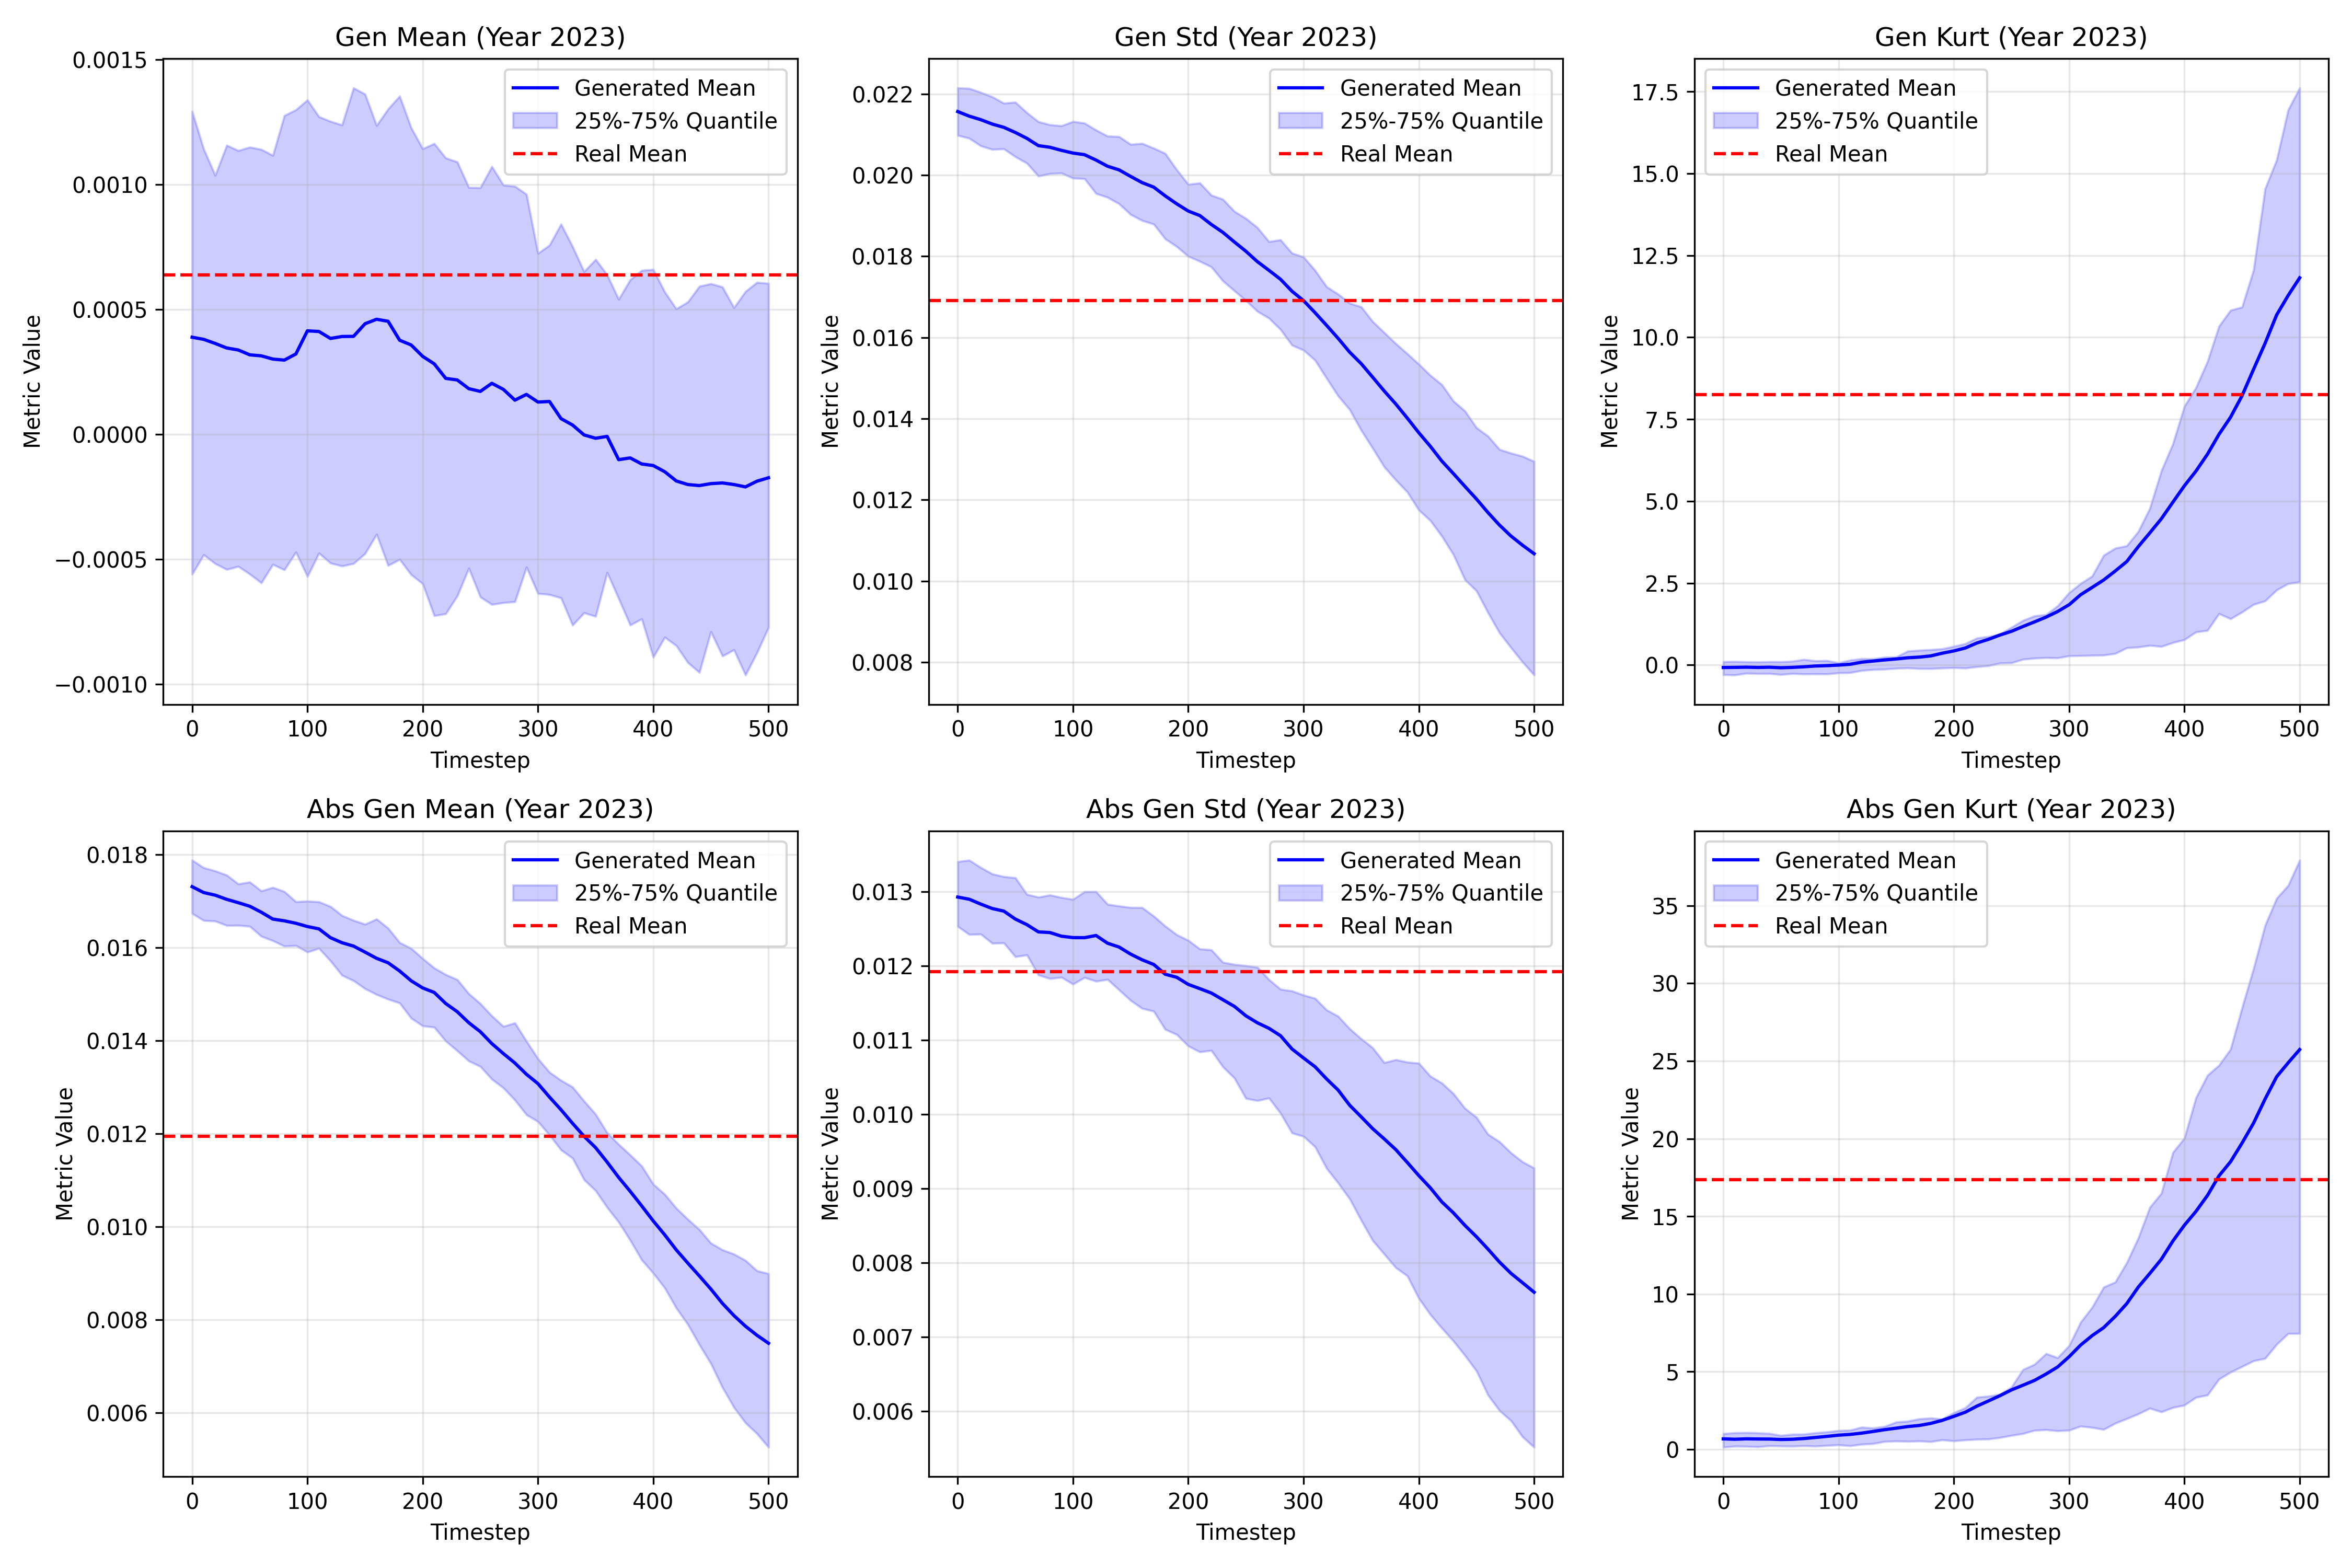 Gen Mean (Year 2023)
Metric Value
0.0015
0.0010
0.0005
0.0000
−0.0005
−0.0010
Generated Mean
25%-75% Quantile
Real Mean
0 100 200 300 400 500
Timestep
Gen Std (Year 2023)
Metric Value
0.022
0.020
0.018
0.016
0.014
0.012
0.010
0.008
Generated Mean
25%-75% Quantile
Real Mean
0 100 200 300 400 500
Timestep
Gen Kurt (Year 2023)
Metric Value
17.5
15.0
12.5
10.0
7.5
5.0
2.5
0.0
Generated Mean
25%-75% Quantile
Real Mean
0 100 200 300 400 500
Timestep
Abs Gen Mean (Year 2023)
Metric Value
0.018
0.016
0.014
0.012
0.010
0.008
0.006
Generated Mean
25%-75% Quantile
Real Mean
0 100 200 300 400 500
Timestep
Abs Gen Std (Year 2023)
Metric Value
0.013
0.012
0.011
0.010
0.009
0.008
0.007
0.006
Generated Mean
25%-75% Quantile
Real Mean
0 100 200 300 400 500
Timestep
Abs Gen Kurt (Year 2023)
Metric Value
35
30
25
20
15
10
5
0
Generated Mean
25%-75% Quantile
Real Mean
0 100 200 300 400 500
Timestep